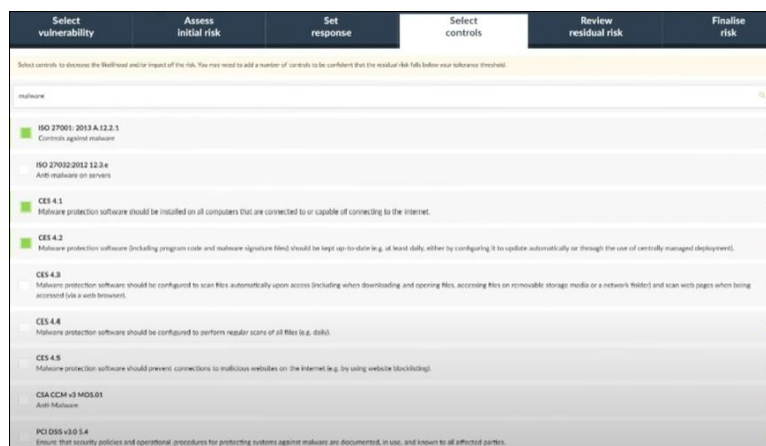 Select
vulnerability
Assess
initial risk
Set
response
Select
controls
Review
residual risk
Finalise
risk
Select controls to decrease the likelihood and/or impact of the risk. You may need to add a number of controls to be confident that the residual risk falls below your tolerance threshold.
malware
ISO 27001: 2013 A.12.2.1
Controls against malware
ISO 27032:2012 12.3.e
Anti-malware on servers
CES 4.1
Malware protection software should be installed on all computers that are connected to or capable of connecting to the internet.
CES 4.2
Malware protection software (including program code and malware signature files) should be kept up-to-date (e.g. at least daily, either by configuring it to update automatically or through the use of centrally managed deployment).
CES 4.3
Malware protection software should be configured to scan files automatically upon access (including when downloading and opening files, accessing files on removable storage media or a network folder) and scan web pages when being
accessed (via a web browser).
CES 4.4
Malware protection software should be configured to perform regular scans of all files (e.g. daily).
CES 4.5
Malware protection software should prevent connections to malicious websites on the internet (e.g. by using website blacklisting).
CSA CCM v3 MOS.01
Anti-Malware
PCI DSS v3.0 5.4
Ensure that security policies and operational procedures for protecting systems against malware are documented, in use, and known to all affected parties.